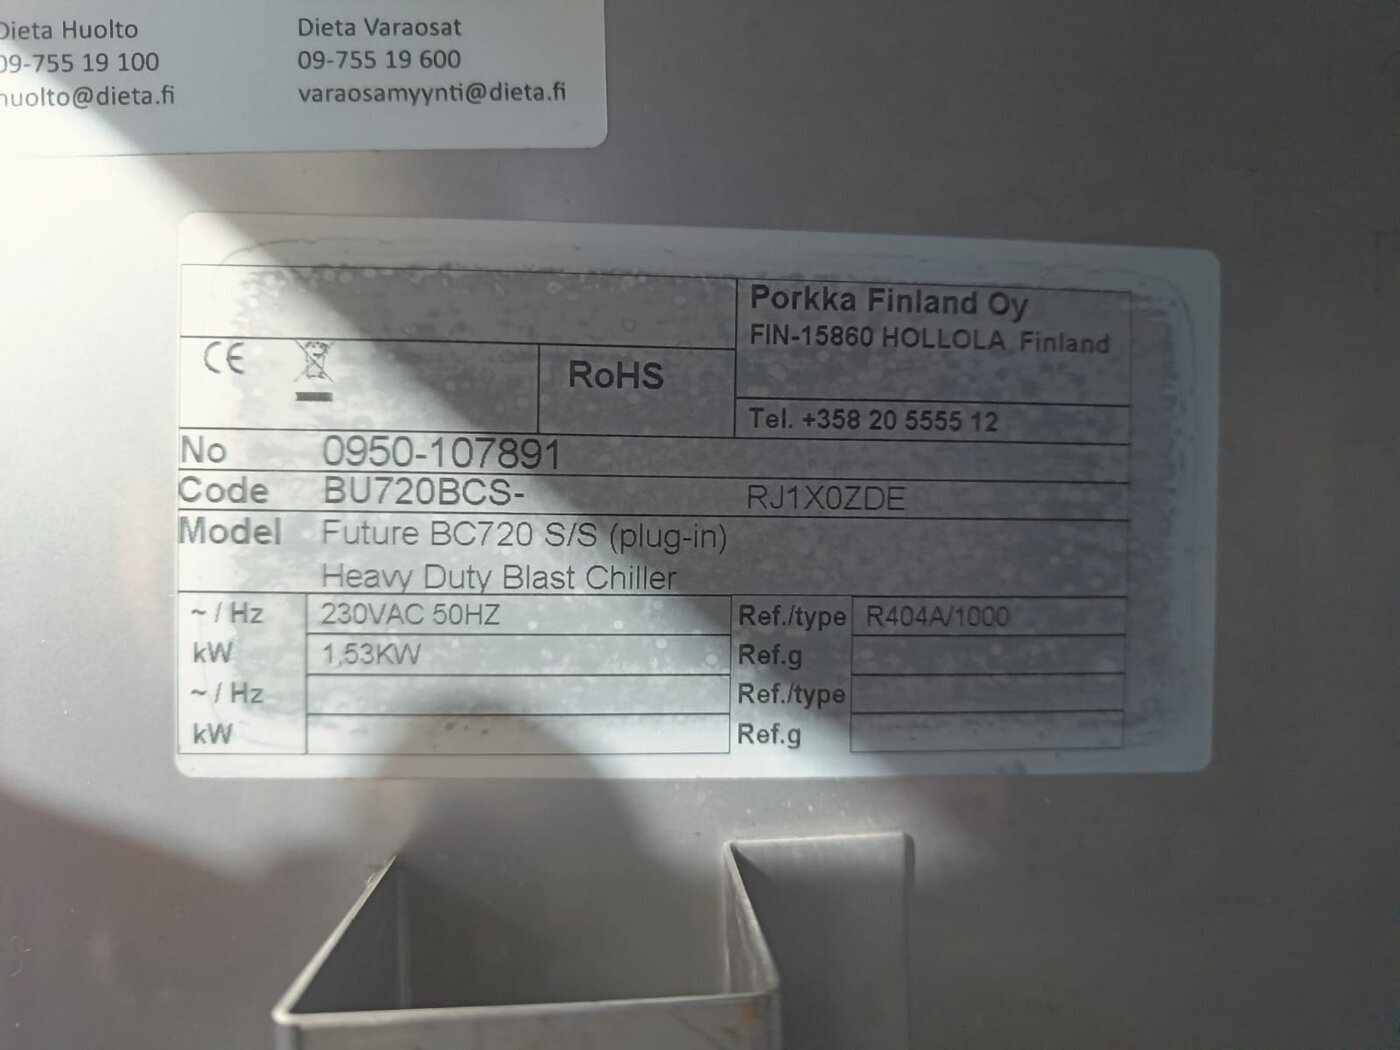 Dieta Huolto
09-755 19 100
huolto@dieta.fi
Dieta Varaosat
09-755 19 600
varaosamyynti@dieta.fi
Porkka Finland Oy
FIN-15860 HOLLOLA Finland
CE
RoHS
Tel. +358 20 5555 12
No 0950-107891
Code BU720BCS- RJ1X0ZDE
Model Future BC720 S/S (plug-in)
Heavy Duty Blast Chiller
~ / Hz 230VAC 50HZ Ref./type R404A/1000
kW 1,53KW Ref.g
~ / Hz Ref./type
kW Ref.g